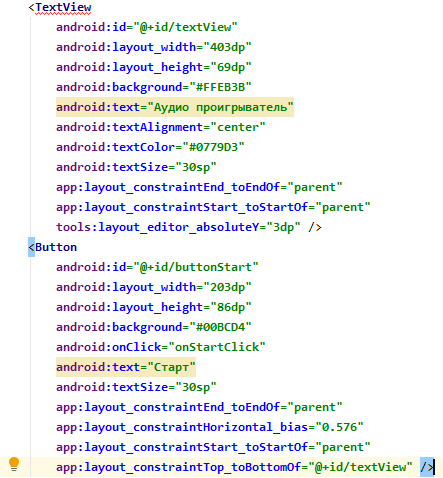 <TextView
android:id="@+id/textView"
android:layout_width="403dp"
android:layout_height="69dp"
android:background="#FFEB3B"
android:text="Аудио проигрыватель"
android:textAlignment="center"
android:textColor="#0779D3"
android:textSize="30sp"
app:layout_constraintEnd_toEndOf="parent"
app:layout_constraintStart_toStartOf="parent"
tools:layout_editor_absoluteY="3dp" />
<Button
android:id="@+id/buttonStart"
android:layout_width="203dp"
android:layout_height="86dp"
android:background="#00BCD4"
android:onClick="onStartClick"
android:text="Старт"
android:textSize="30sp"
app:layout_constraintEnd_toEndOf="parent"
app:layout_constraintHorizontal_bias="0.576"
app:layout_constraintStart_toStartOf="parent"
app:layout_constraintTop_toBottomOf="@+id/textView" />